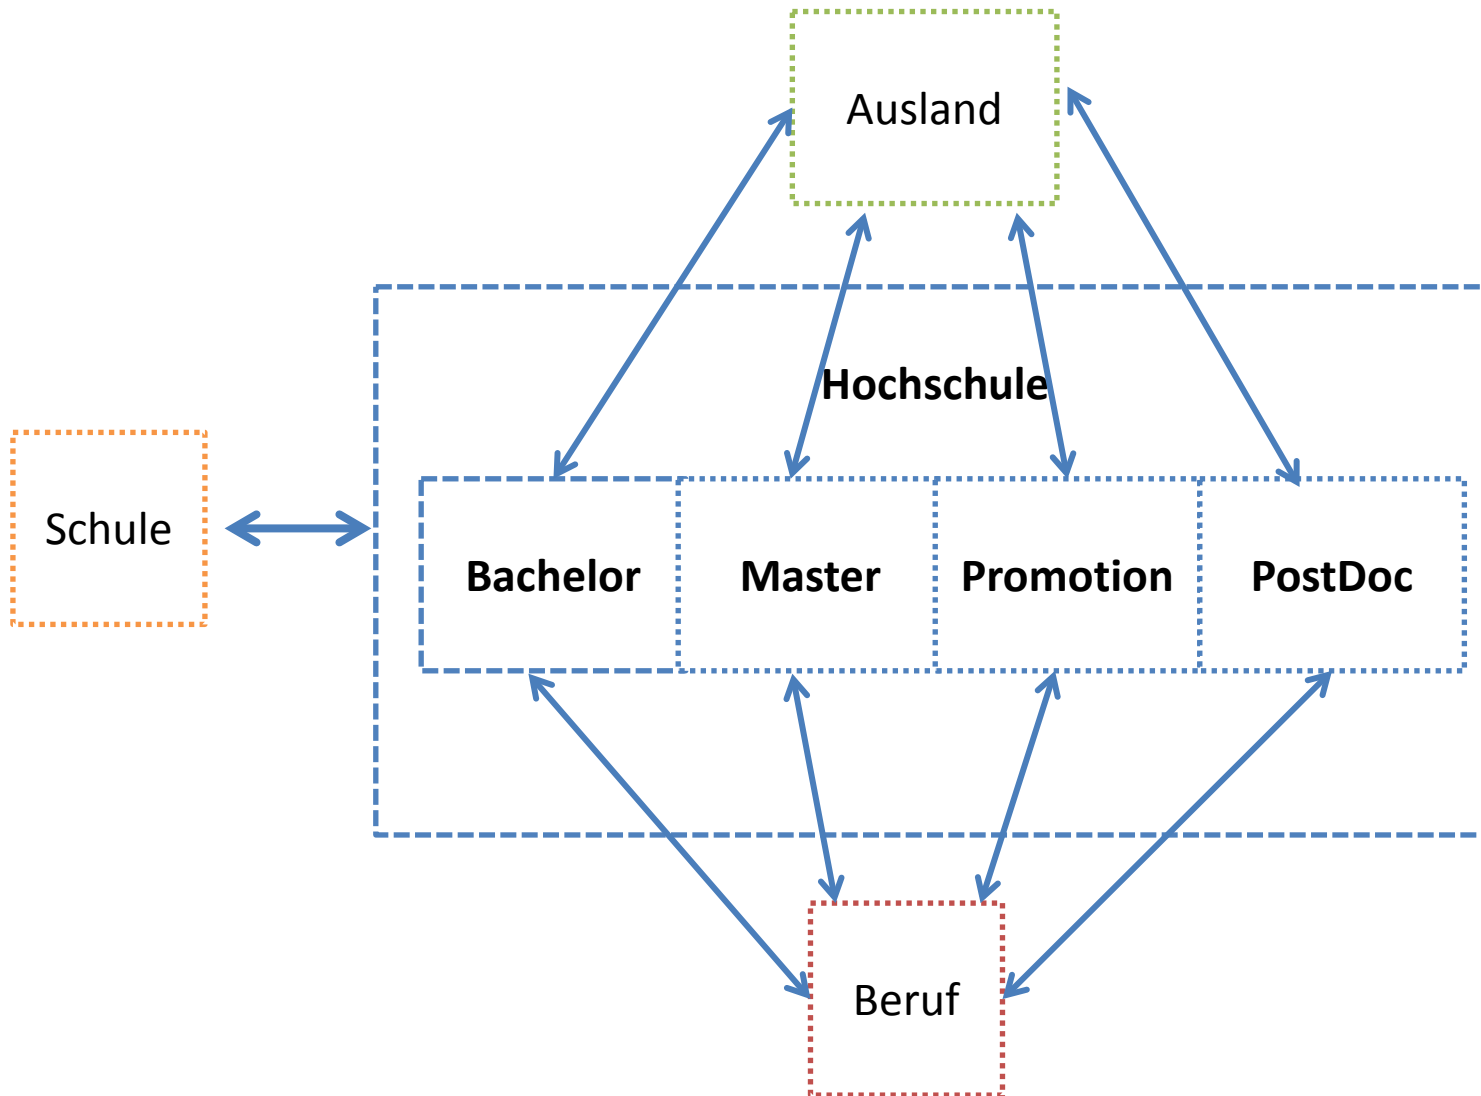 Ausland
Hochschule
Schule
Bachelor
Master
Promotion
PostDoc
Beruf